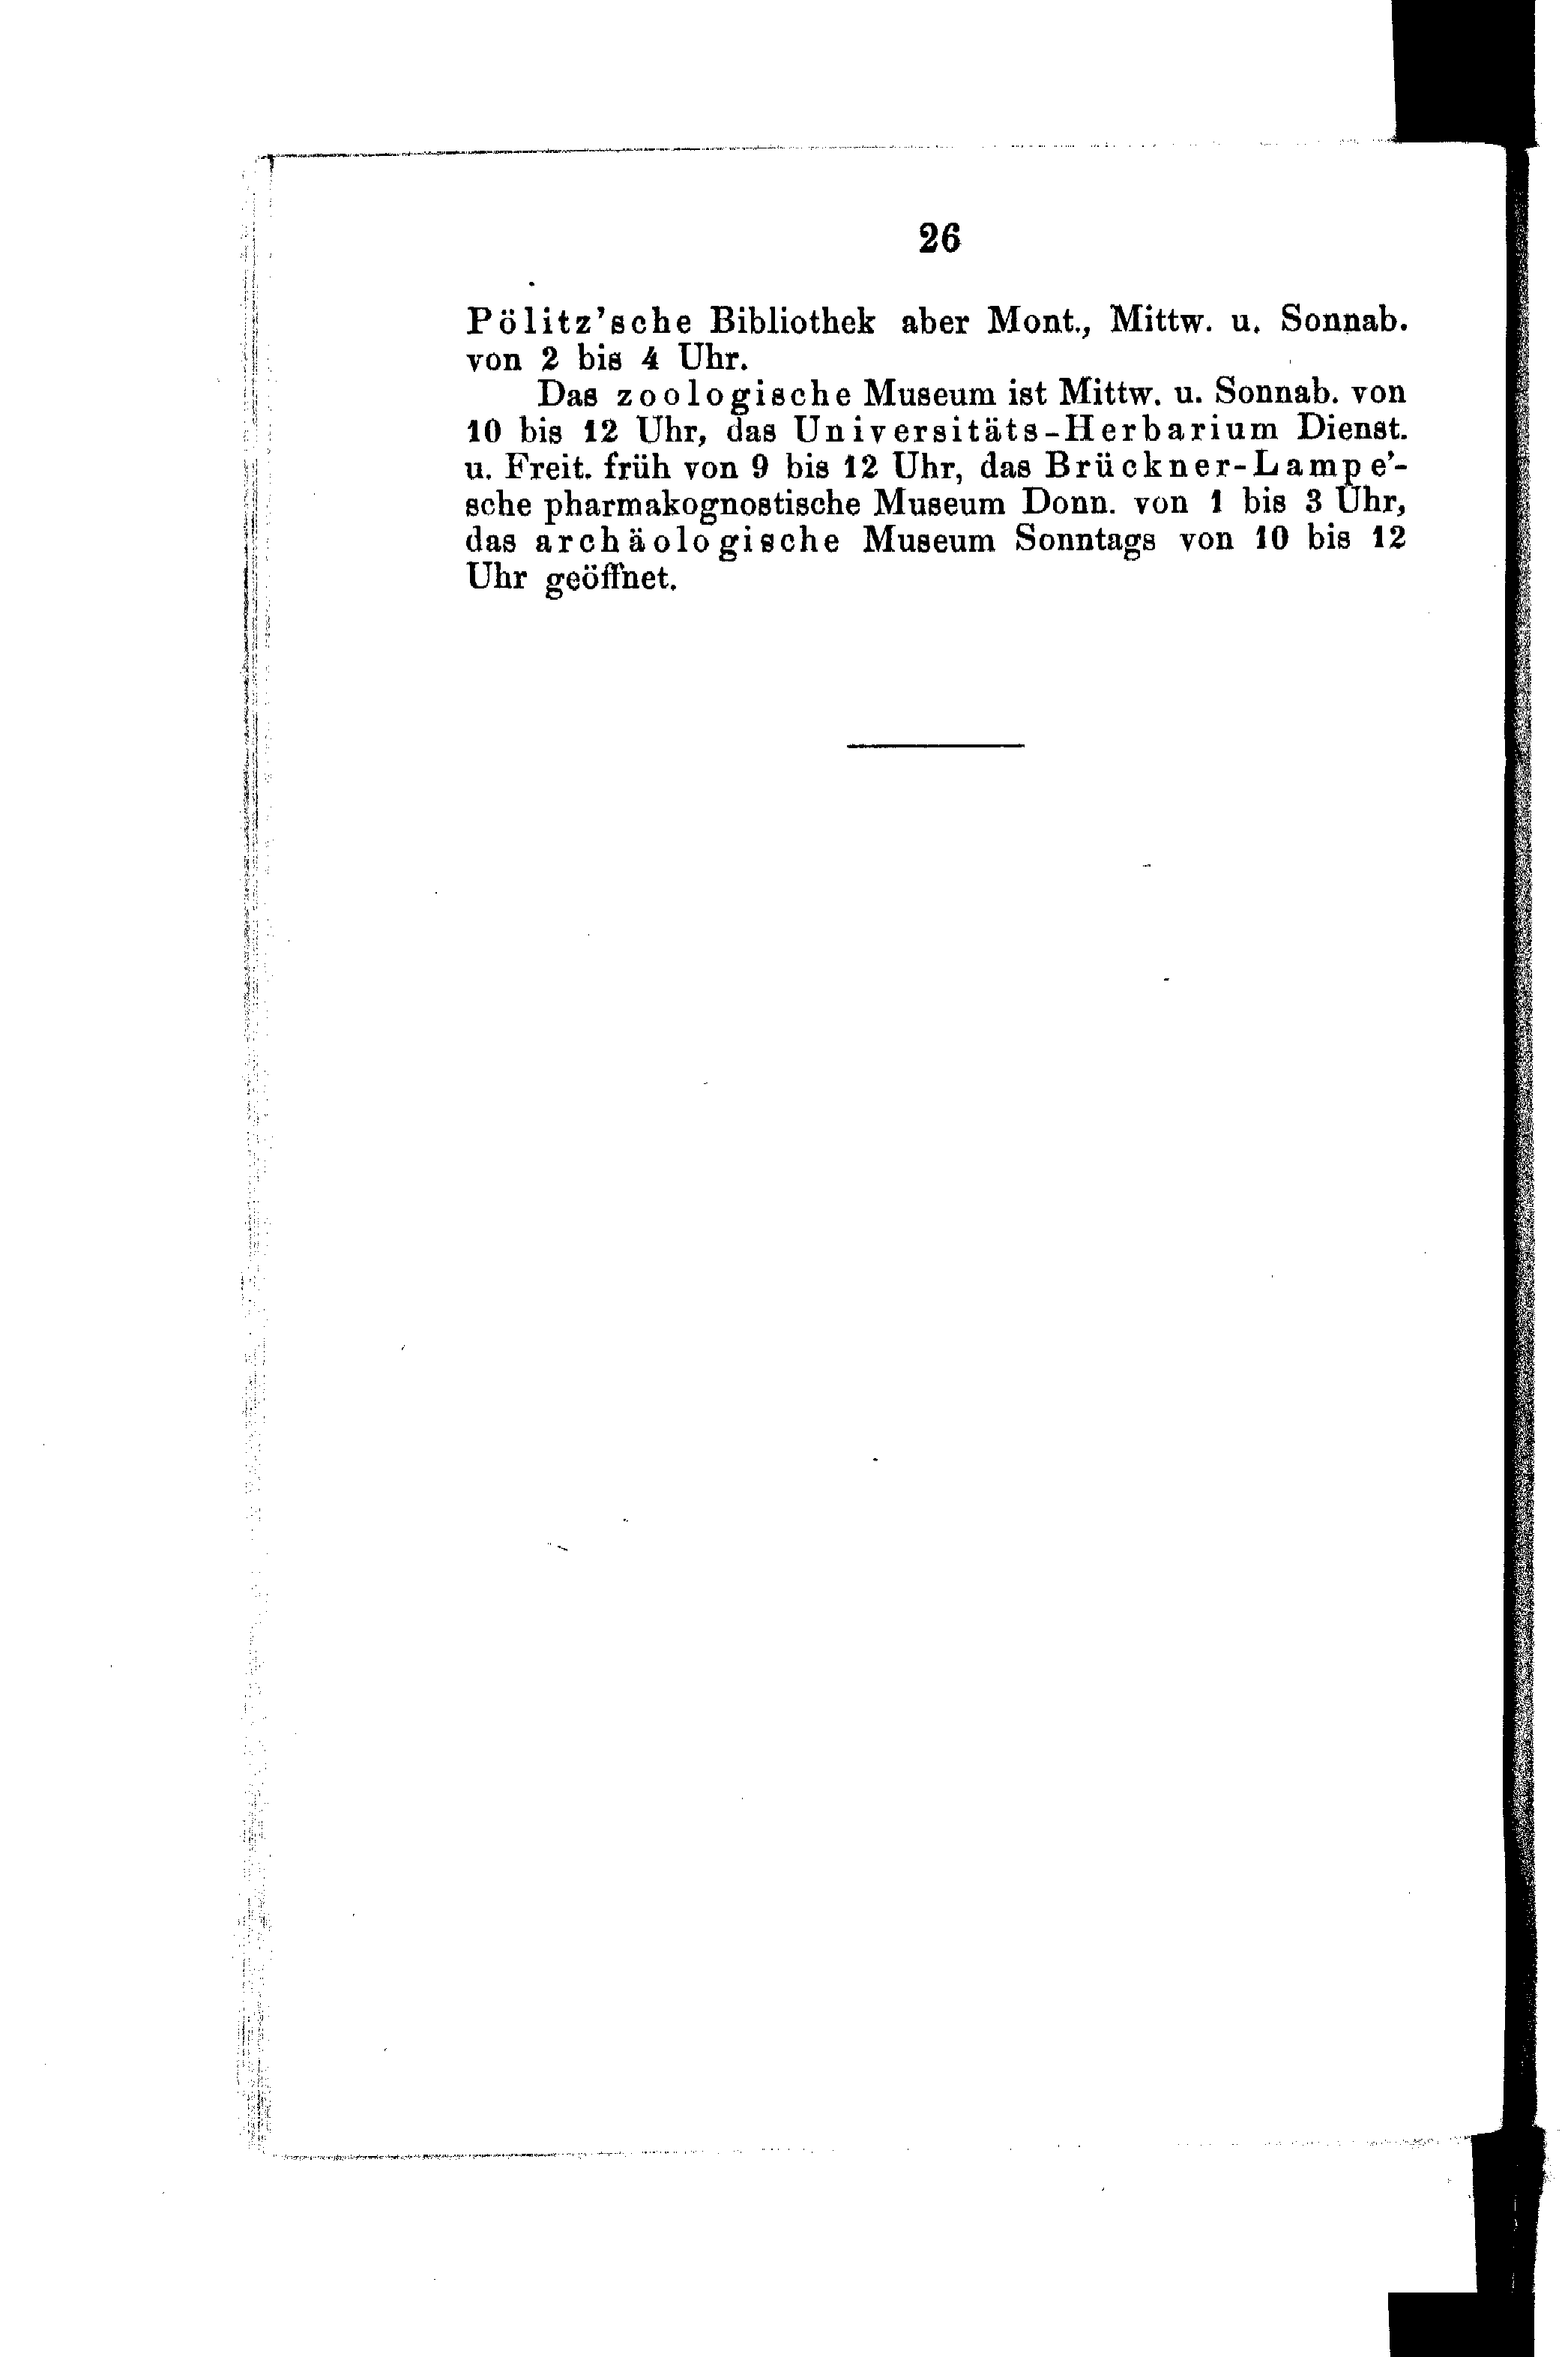 26
Pölitz'sche Bibliothek aber Mont., Mittw. u. Sonnab.
von 2 bis 4 Uhr.
Das zoologische Museum ist Mittw. u. Sonnab. von
10 bis 12 Uhr, das Universitäts-Herbarium Dienst.
u. Freit. früh von 9 bis 12 Uhr, das Brückner-Lampe'-
sche pharmakognostische Museum Donn. von 1 bis 3 Uhr,
das archäologische Museum Sonntags von 10 bis 12
Uhr geöffnet.